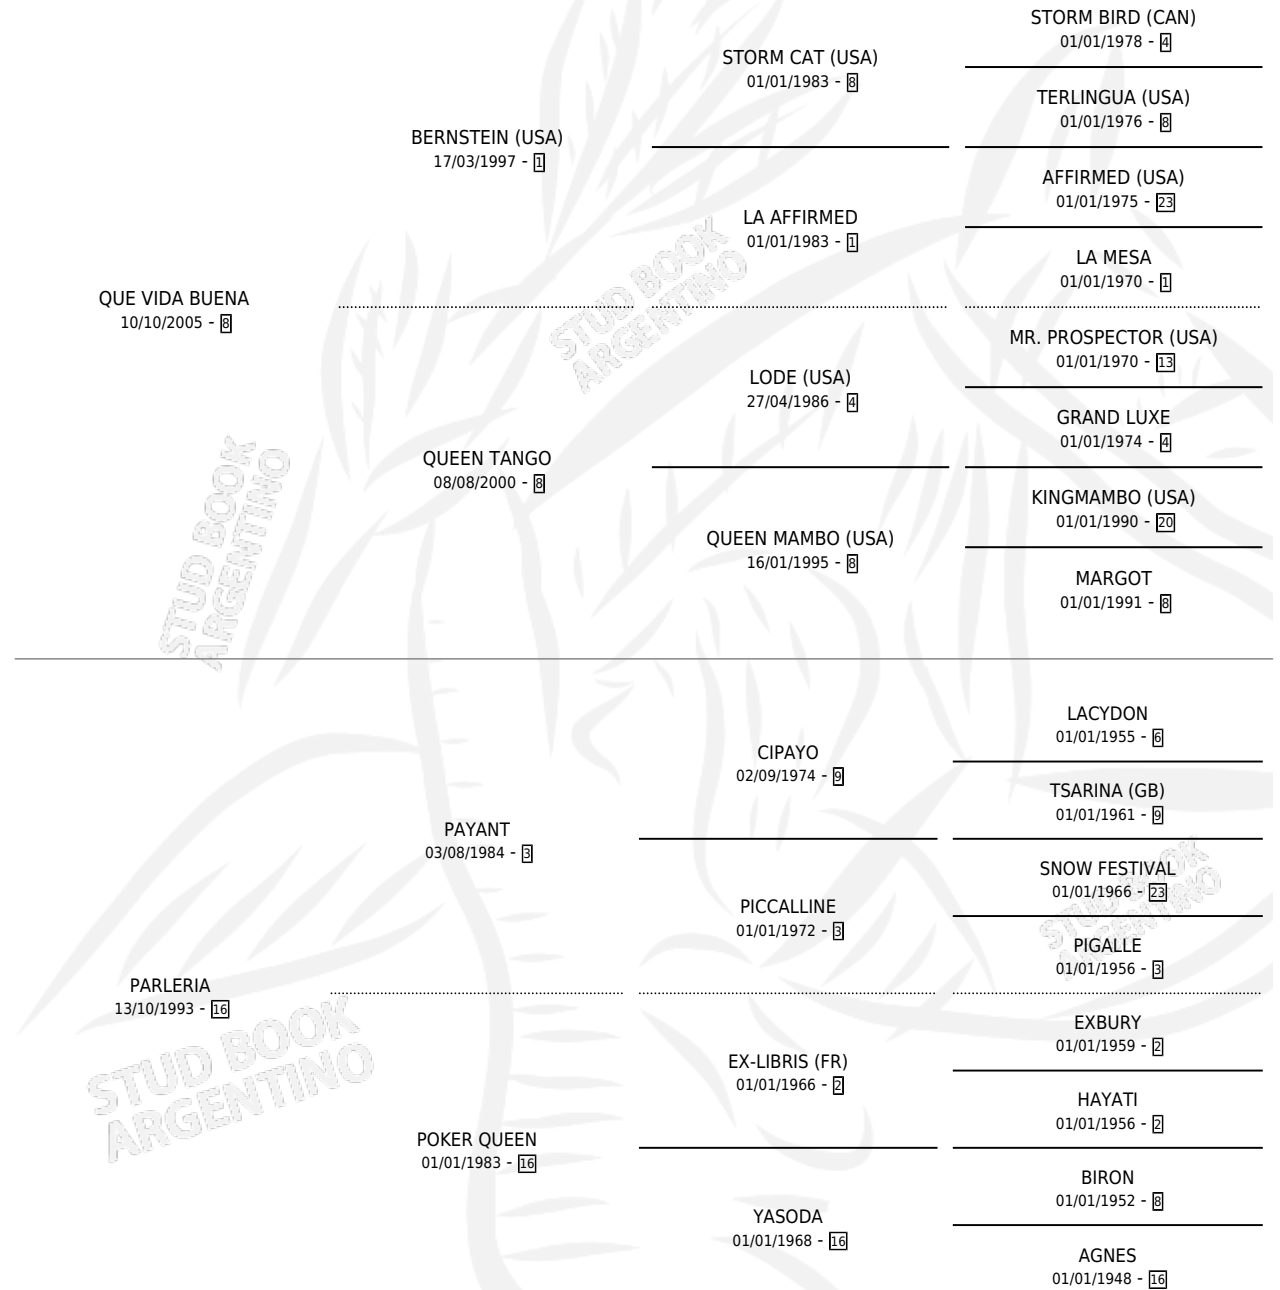 STORM BIRD (CAN)
01/01/1978 - 4
STORM CAT (USA)
01/01/1983 - 8
TERLINGUA (USA)
01/01/1976 - 8
BERNSTEIN (USA)
17/03/1997 - 1
AFFIRMED (USA)
01/01/1975 - 23
LA AFFIRMED
01/01/1983 - 1
LA MESA
01/01/1970 - 1
QUE VIDA BUENA
10/10/2005 - 8
MR. PROSPECTOR (USA)
01/01/1970 - 13
LODE (USA)
27/04/1986 - 4
GRAND LUXE
01/01/1974 - 4
QUEEN TANGO
08/08/2000 - 8
KINGMAMBO (USA)
01/01/1990 - 20
QUEEN MAMBO (USA)
16/01/1995 - 8
MARGOT
01/01/1991 - 8
LACYDON
01/01/1955 - 6
CIPAYO
02/09/1974 - 9
TSARINA (GB)
01/01/1961 - 9
PAYANT
03/08/1984 - 3
SNOW FESTIVAL
01/01/1966 - 23
PICCALLINE
01/01/1972 - 3
PIGALLE
01/01/1956 - 3
PARLERIA
13/10/1993 - 16
EXBURY
01/01/1959 - 2
EX-LIBRIS (FR)
01/01/1966 - 2
HAYATI
01/01/1956 - 2
POKER QUEEN
01/01/1983 - 16
BIRON
01/01/1952 - 8
YASODA
01/01/1968 - 16
AGNES
01/01/1948 - 16
STUD BOOK
ARGENTINO
STUD BOOK
ARGENTINO
STUD BOOK
ARGENTINO
STUD BOOK
ARGENTINO